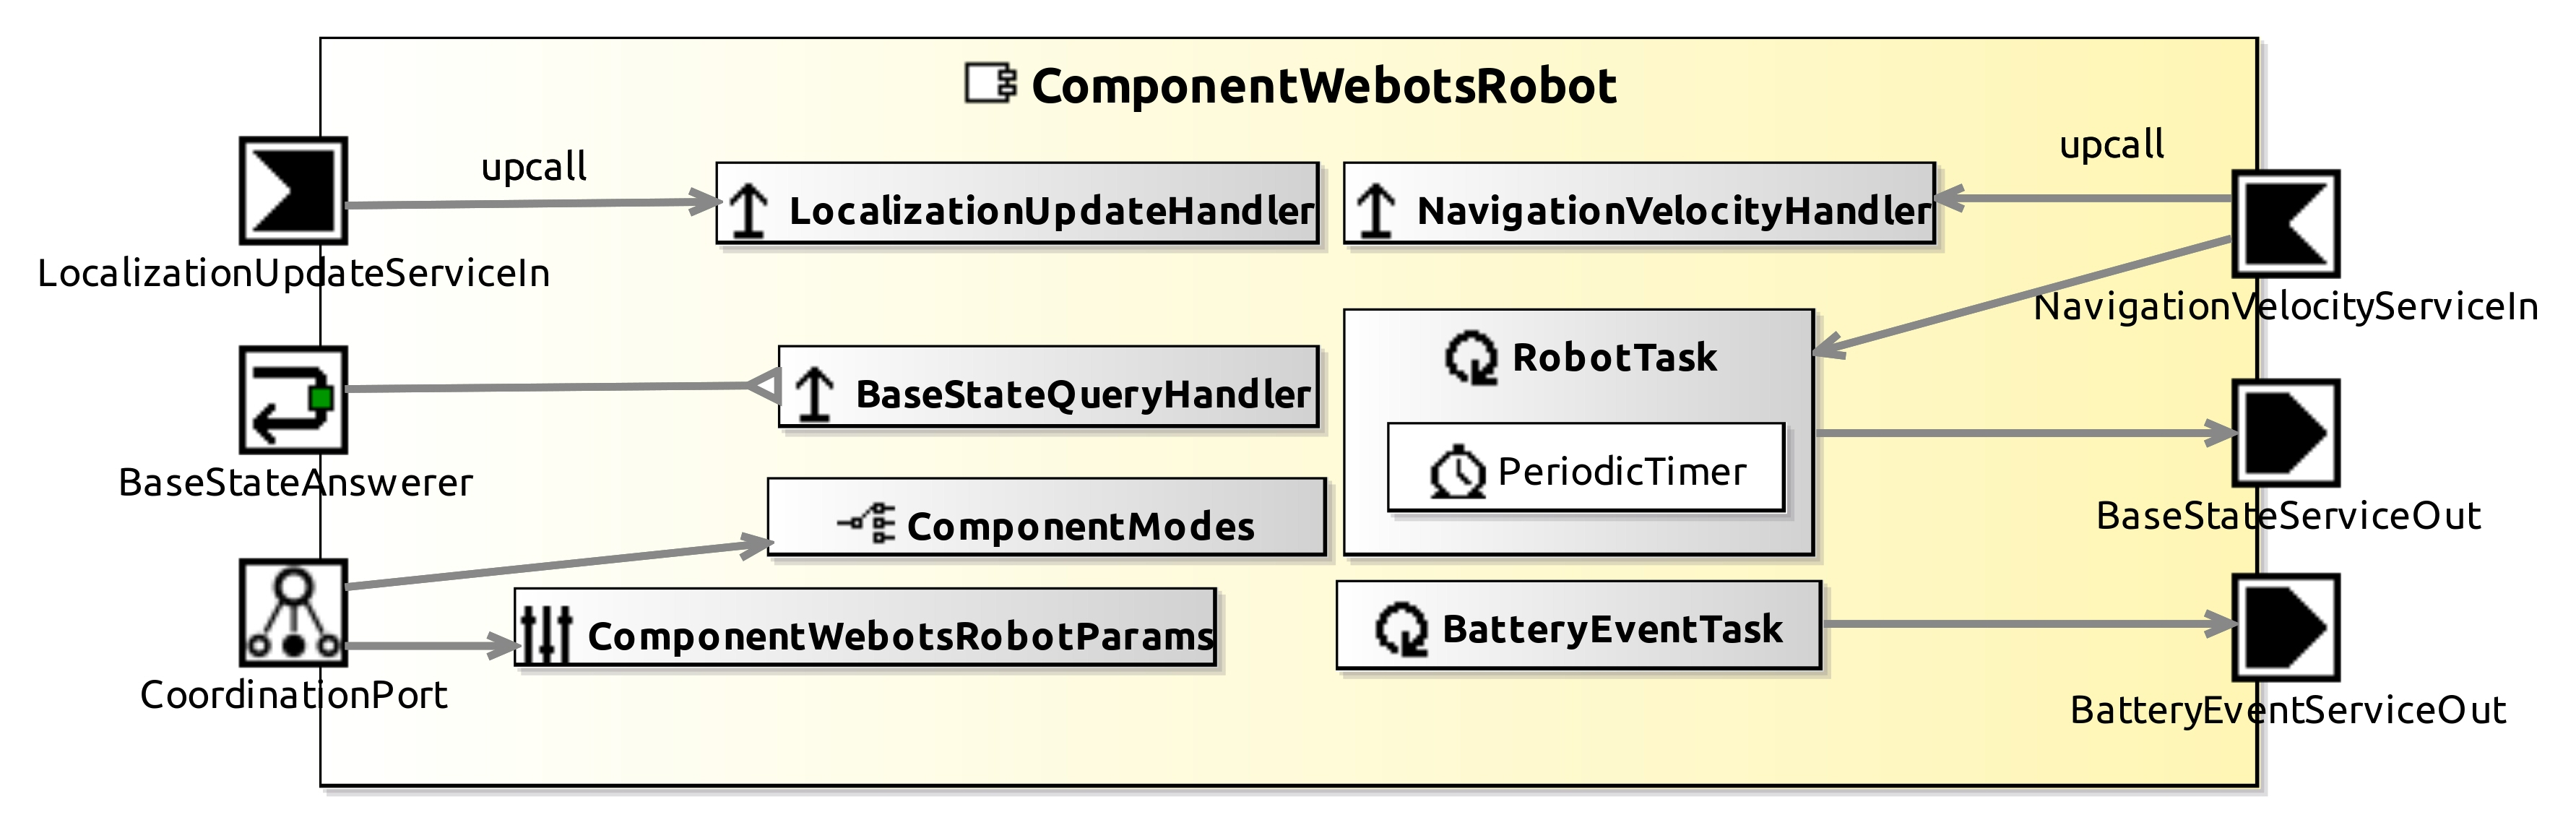 ComponentWebotsRobot
upcall
upcall
LocalizationUpdateHandler
NavigationVelocityHandler
LocalizationUpdateServiceIn
NavigationVelocityServiceIn
RobotTask
BaseStateQueryHandler
PeriodicTimer
BaseStateAnswerer
BaseStateServiceOut
ComponentModes
ComponentWebotsRobotParams
BatteryEventTask
CoordinationPort
BatteryEventServiceOut